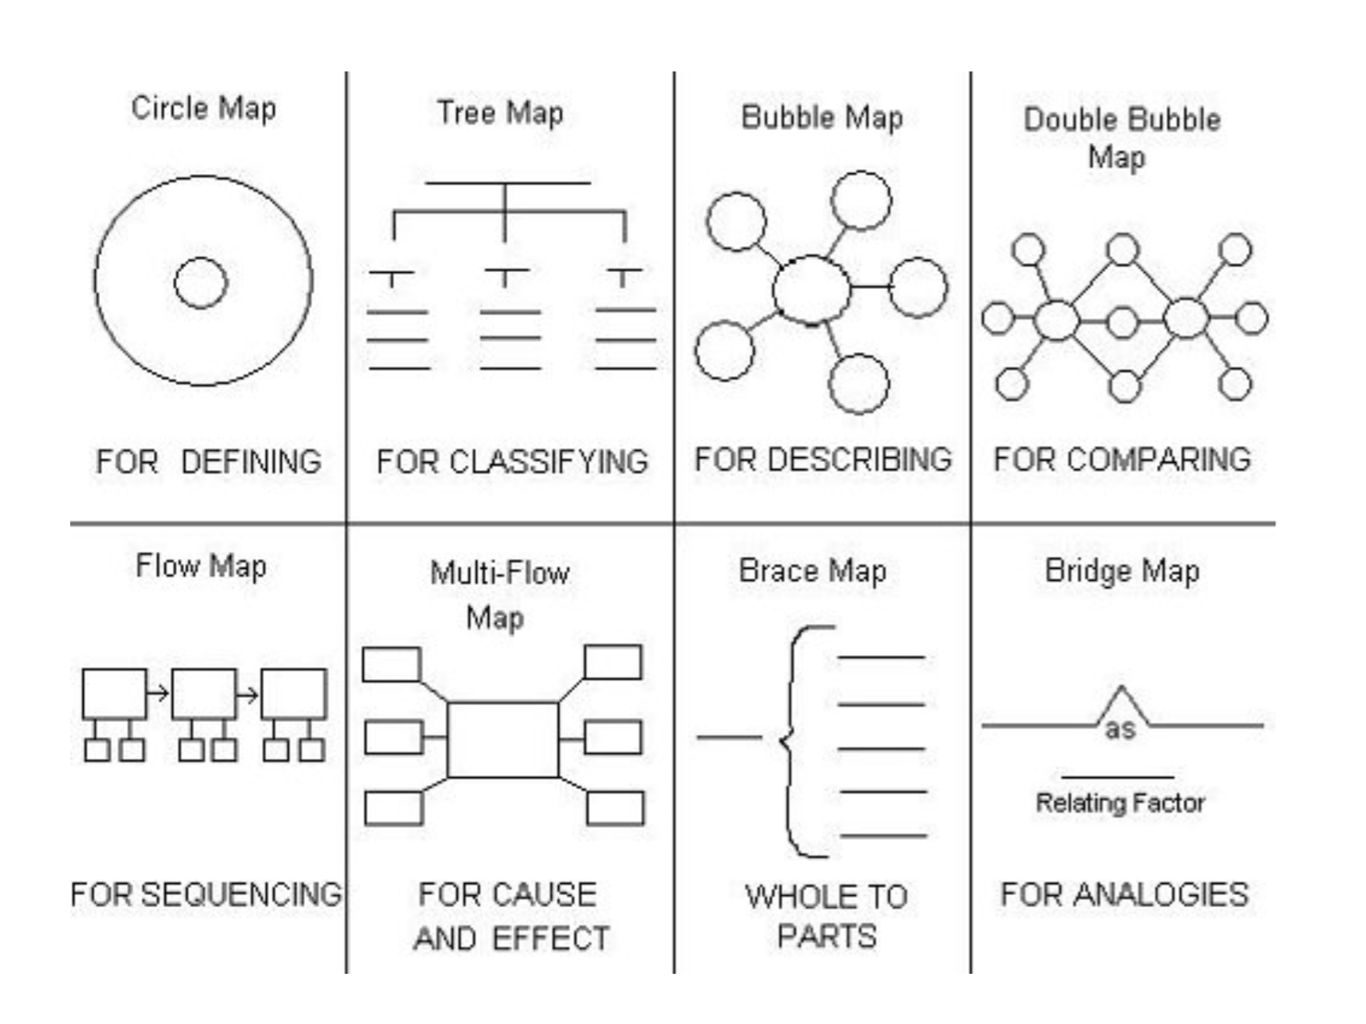 Circle Map
FOR DEFINING
Tree Map
FOR CLASSIFYING
Bubble Map
FOR DESCRIBING
Double Bubble
Map
FOR COMPARING
Flow Map
FOR SEQUENCING
Multi-Flow
Map
FOR CAUSE
AND EFFECT
Brace Map
WHOLE TO
PARTS
Bridge Map
as
Relating Factor
FOR ANALOGIES